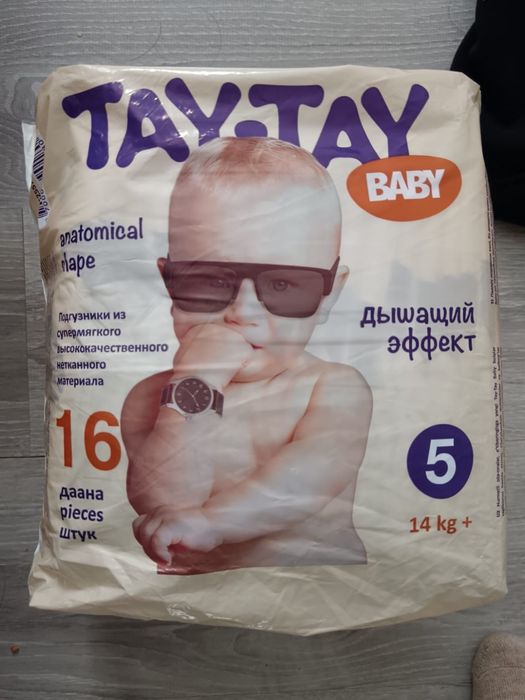 TAY-TAY
BABY
anatomical
shape
Подгузники из
супермягкого
высококачественного
нетканного
материала
дышащий
эффект
16
даана
pieces
штук
5
14 kg +